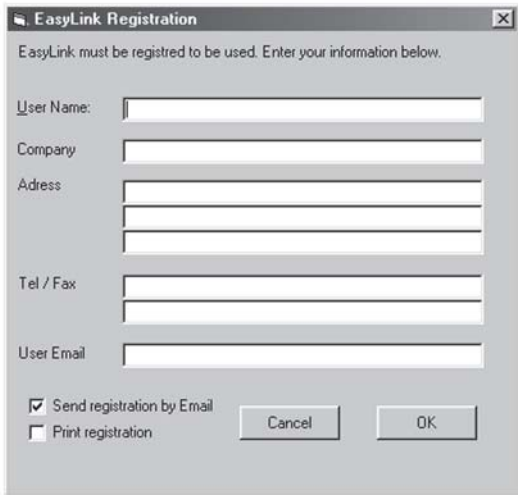 EasyLink Registration
EasyLink must be registred to be used. Enter your information below.
User Name:
Company
Adress
Tel / Fax
User Email
Send registration by Email
Print registration
Cancel
OK